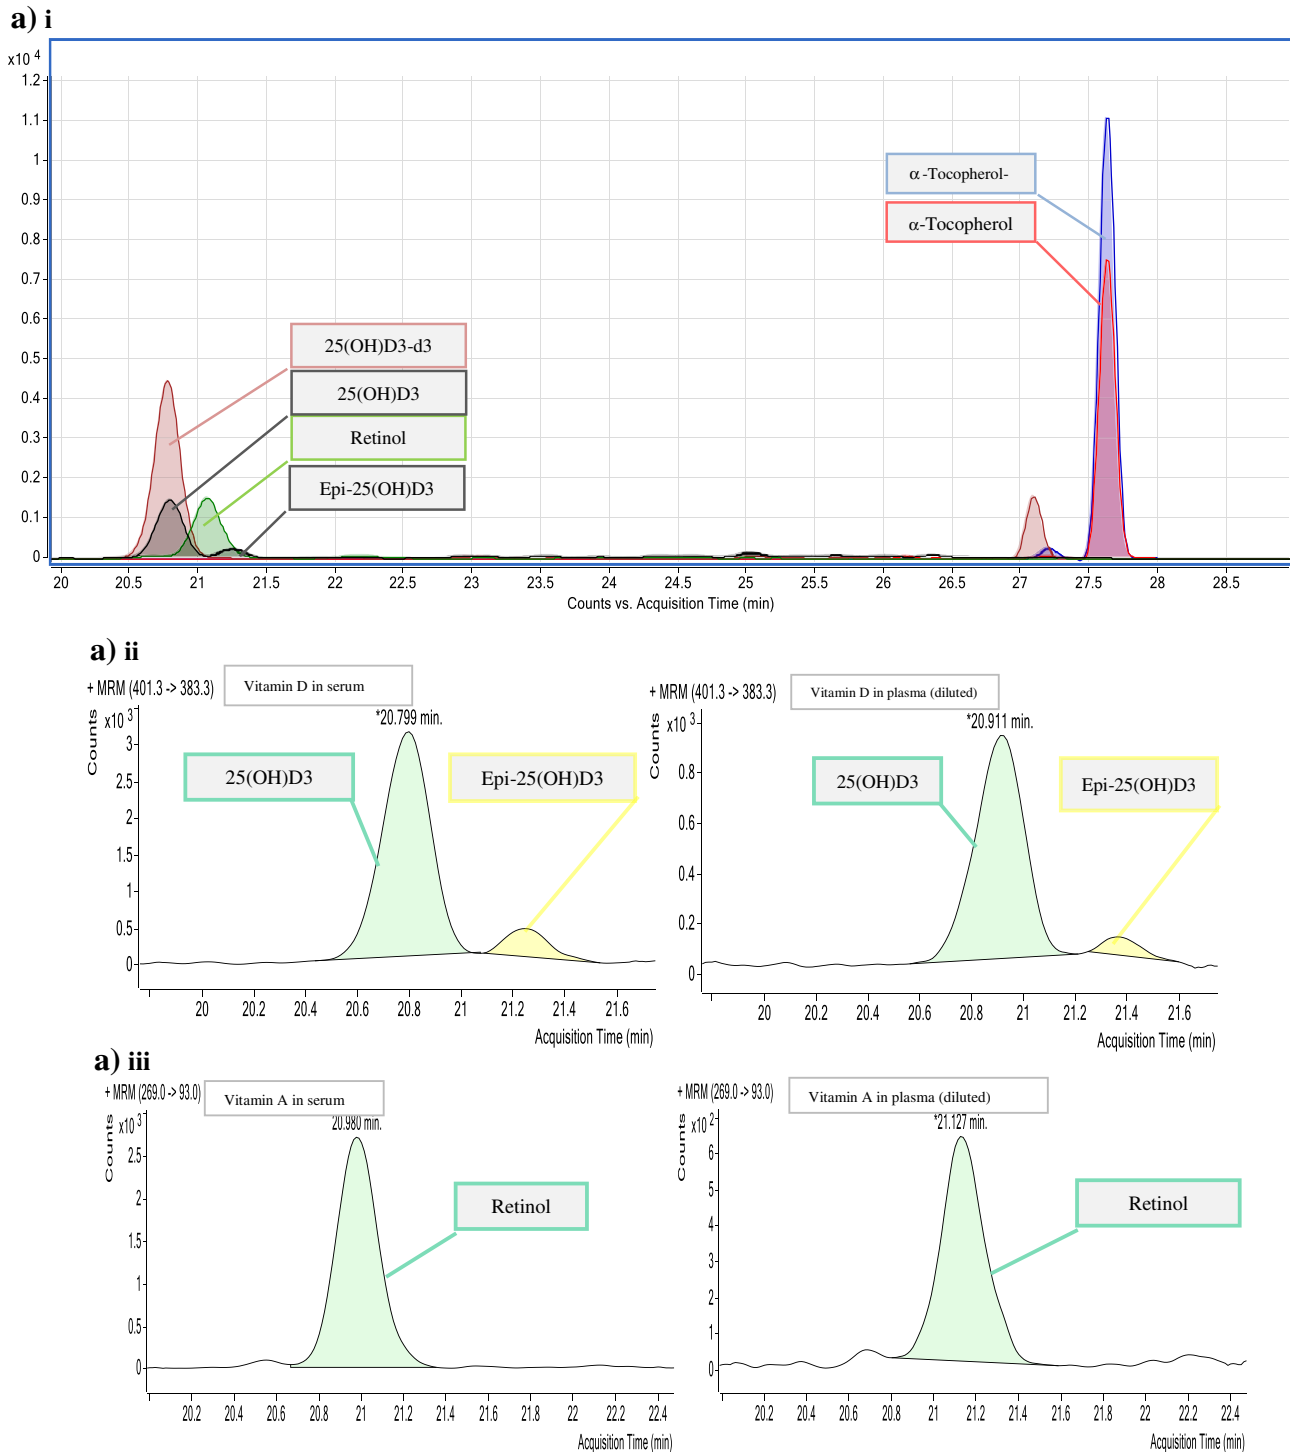 a) i
x10 4
1.2
1.1
1
0.9
0.8
0.7
0.6
0.5
0.4
0.3
0.2
0.1
0
α-Tocopherol-
α-Tocopherol
25(OH)D3-d3
25(OH)D3
Retinol
Epi-25(OH)D3
20 20.5 21 21.5 22 22.5 23 23.5 24 24.5 25 25.5 26 26.5 27 27.5 28 28.5
Counts vs. Acquisition Time (min)
a) ii
+ MRM (401.3 -> 383.3)
Vitamin D in serum
Counts
x10 3
*20.799 min.
3
2.5
2
1.5
1
0.5
0
25(OH)D3
Epi-25(OH)D3
20 20.2 20.4 20.6 20.8 21 21.2 21.4 21.6
Acquisition Time (min)
+ MRM (401.3 -> 383.3)
Vitamin D in plasma (diluted)
Counts
x10 3
*20.911 min.
1
0.8
0.6
0.4
0.2
0
25(OH)D3
Epi-25(OH)D3
20 20.2 20.4 20.6 20.8 21 21.2 21.4 21.6
Acquisition Time (min)
a) iii
+ MRM (269.0 -> 93.0)
Vitamin A in serum
Counts
x10 3
20.980 min.
2.5
2
1.5
1
0.5
0
Retinol
20.2 20.4 20.6 20.8 21 21.2 21.4 21.6 21.8 22 22.2 22.4
Acquisition Time (min)
+ MRM (269.0 -> 93.0)
Vitamin A in plasma (diluted)
Counts
x10 2
*21.127 min.
6
5
4
3
2
1
0
Retinol
20.2 20.4 20.6 20.8 21 21.2 21.4 21.6 21.8 22 22.2 22.4
Acquisition Time (min)